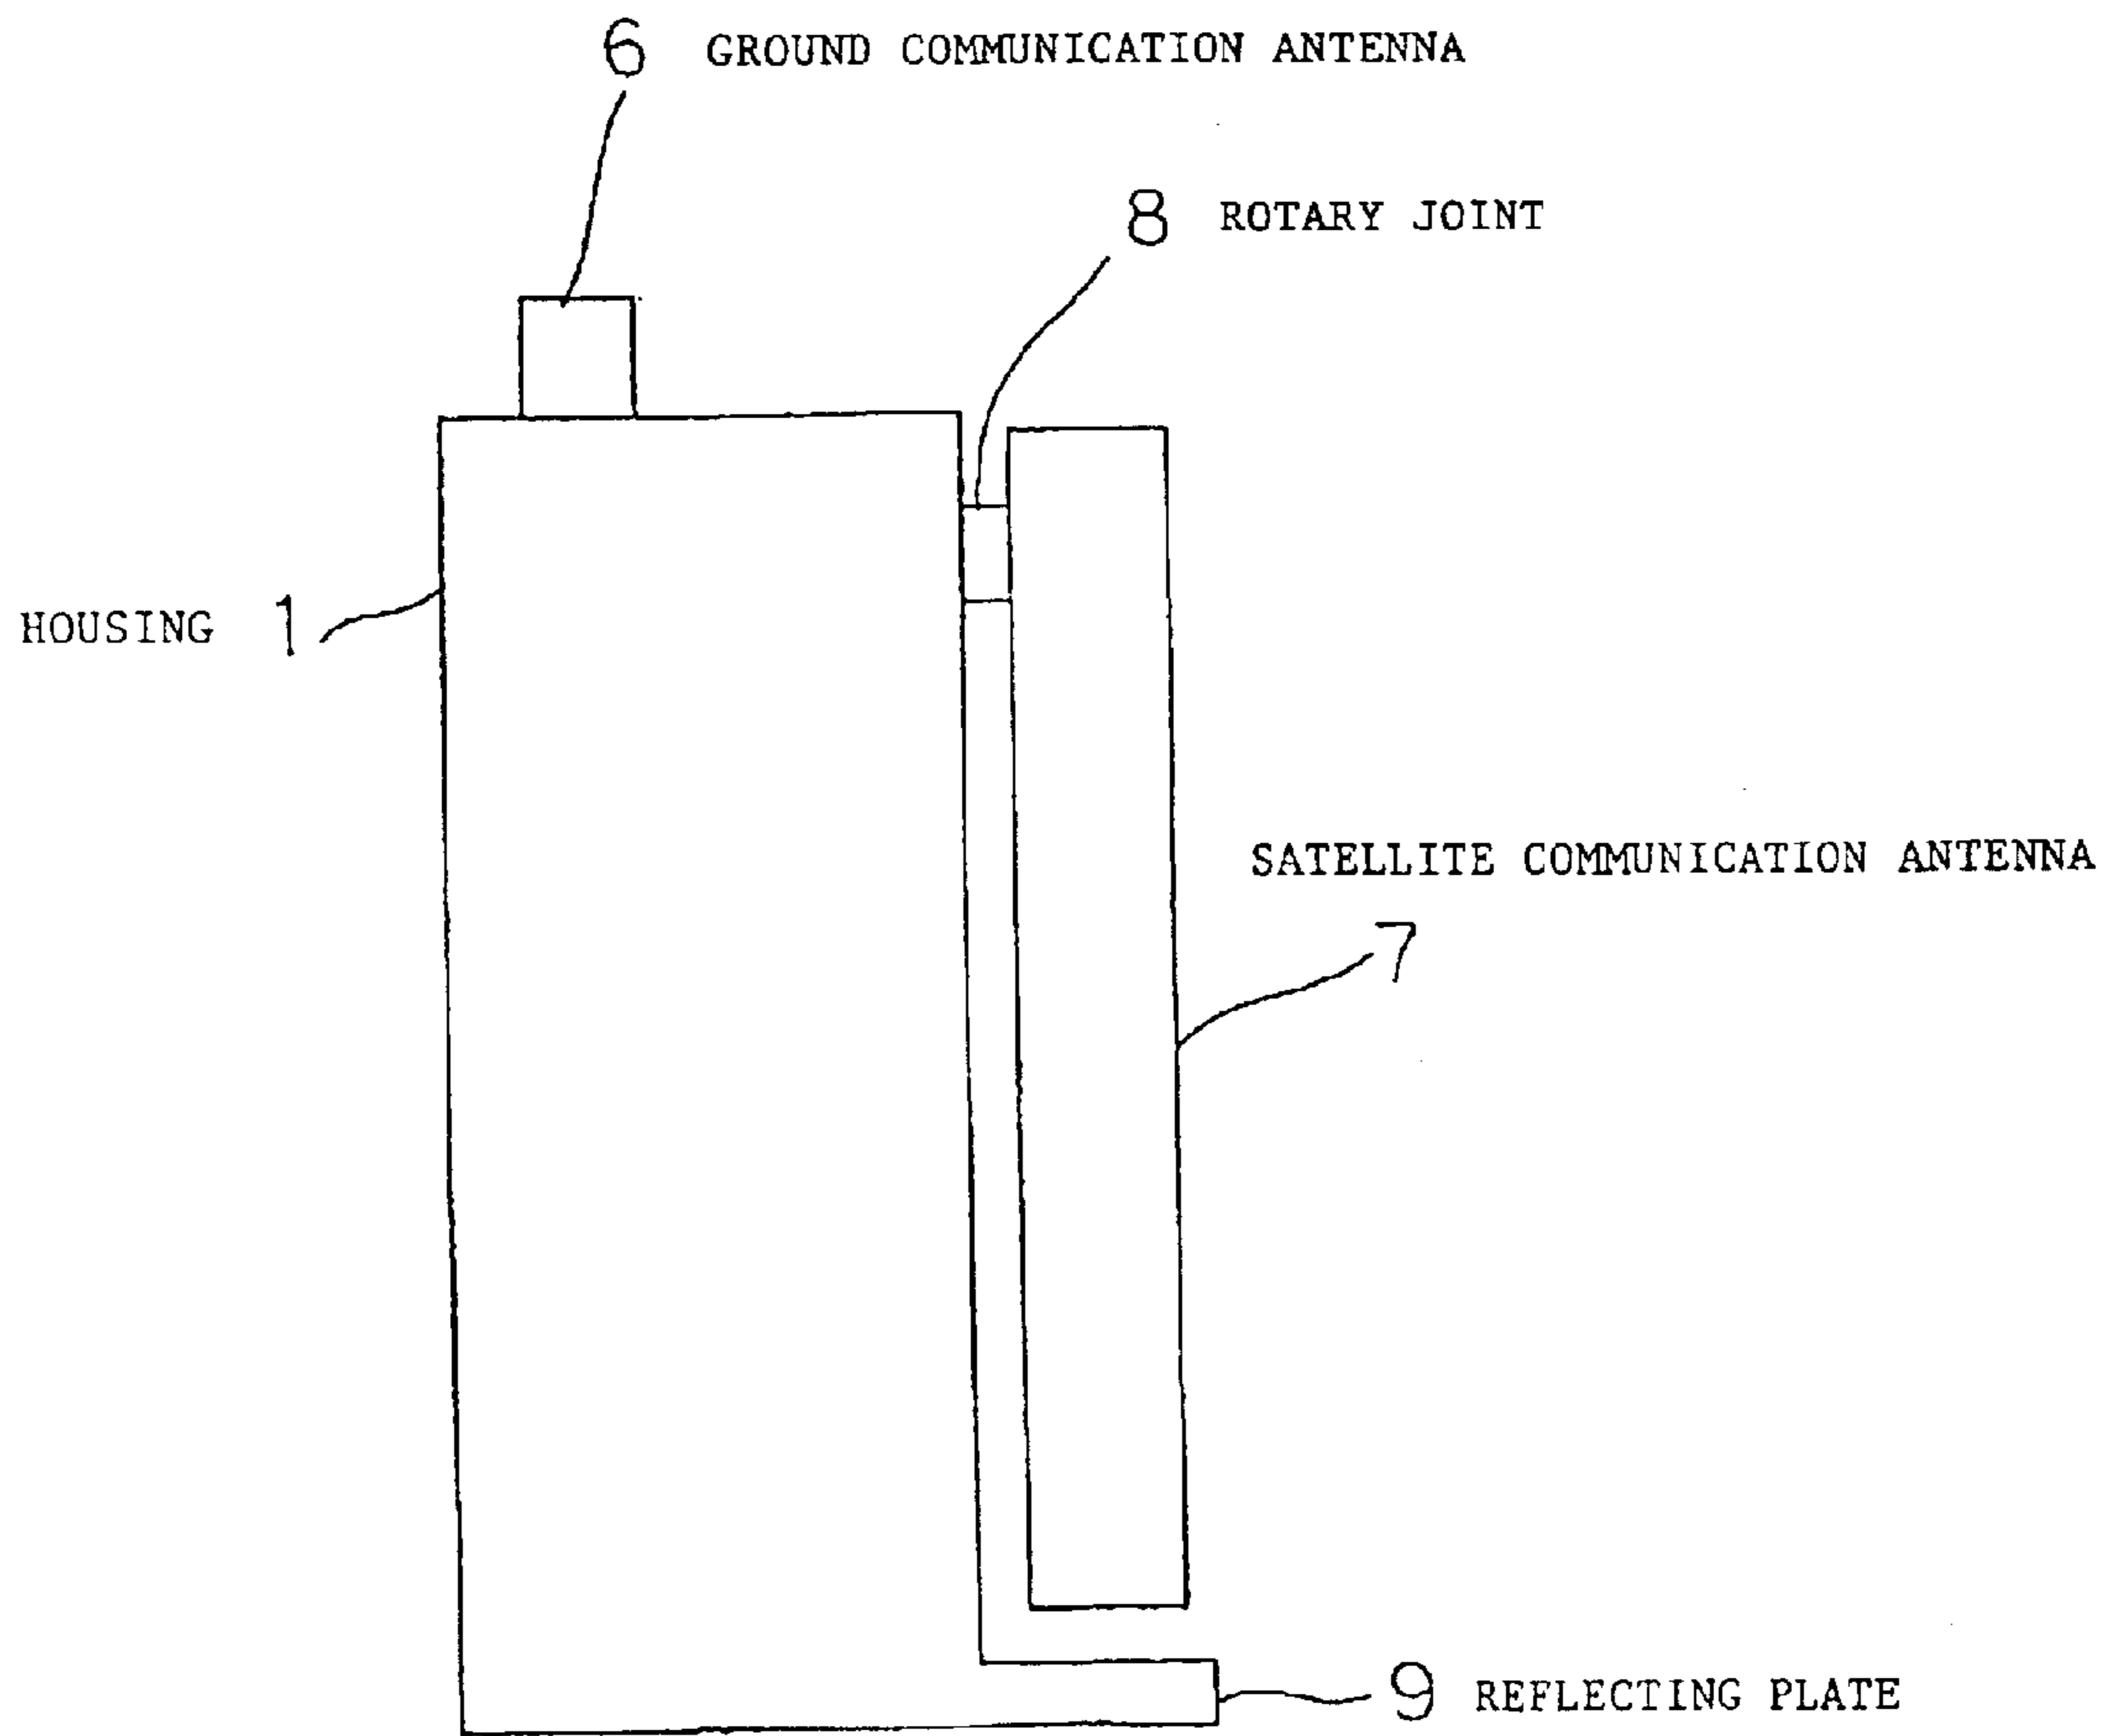 6 GROUND COMMUNICATION ANTENNA
8 ROTARY JOINT
HOUSING 1
SATELLITE COMMUNICATION ANTENNA
7
9 REFLECTING PLATE